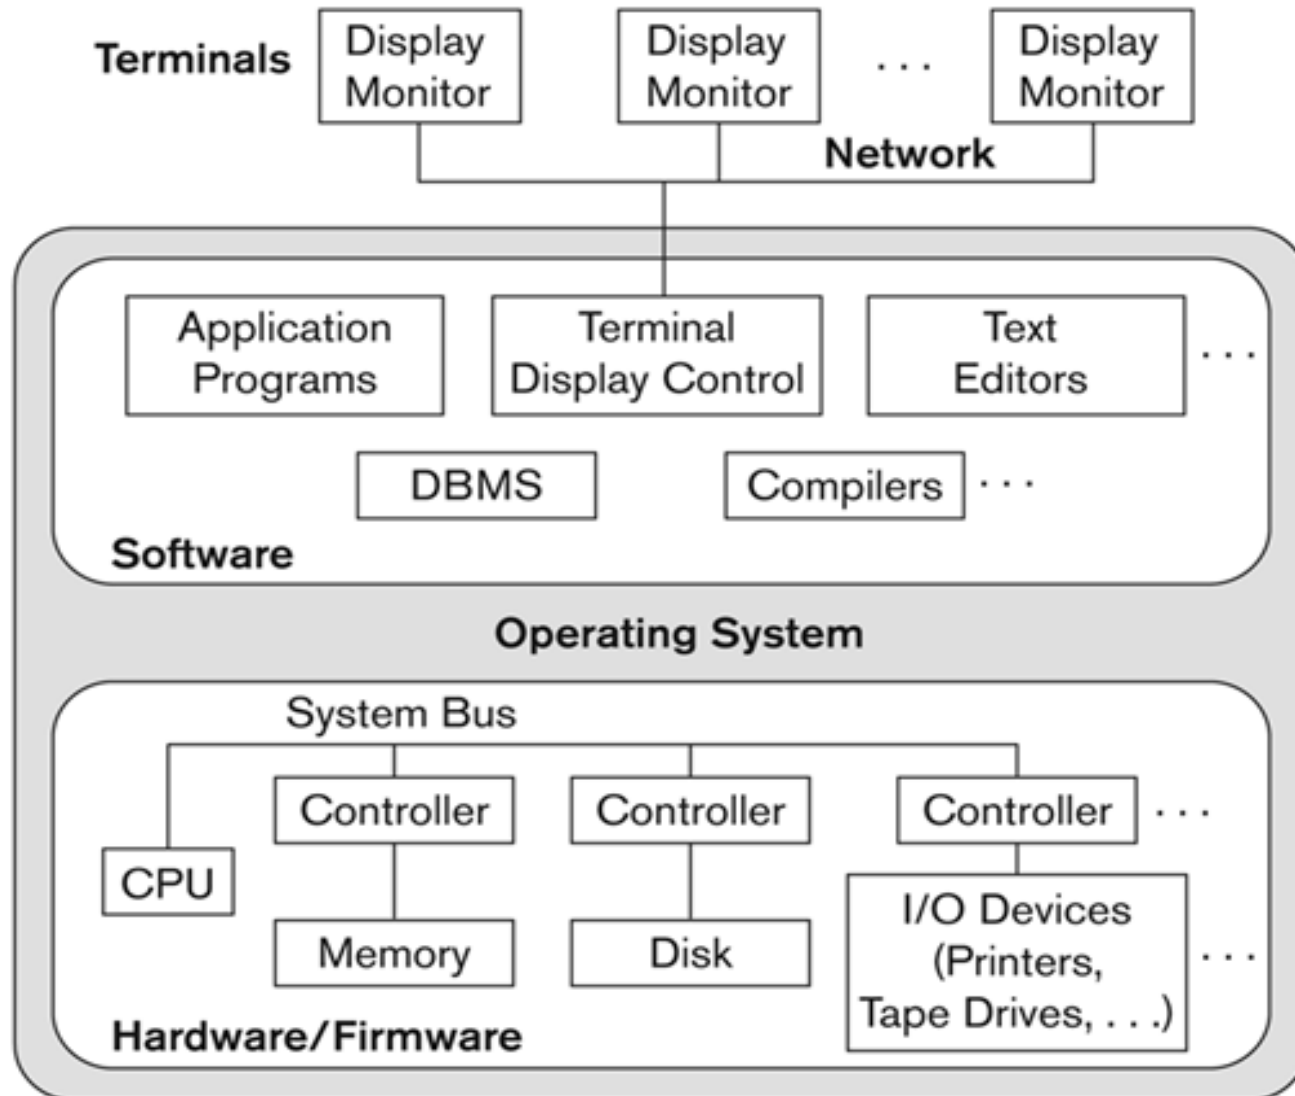 Terminals
Display
Monitor
Display
Monitor
. . .
Display
Monitor
Network
Application
Programs
Terminal
Display Control
Text
Editors
. . .
DBMS
Compilers
. . .
Software
Operating System
System Bus
Controller
Controller
Controller
. . .
CPU
Memory
Disk
I/O Devices
(Printers,
Tape Drives, . . .)
. . .
Hardware/Firmware